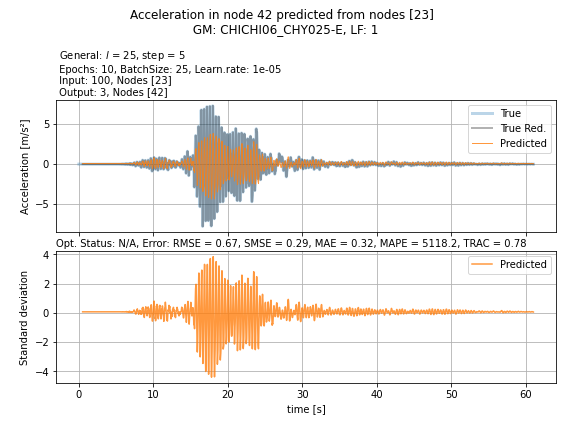 Acceleration in node 42 predicted from nodes [23]
GM: CHICHI06_CHY025-E, LF: 1
General: l = 25, step = 5
Epochs: 10, BatchSize: 25, Learn.rate: 1e-05
Input: 100, Nodes [23]
Output: 3, Nodes [42]
Acceleration [m/s²]
5
0
−5
True
True Red.
Predicted
Opt. Status: N/A, Error: RMSE = 0.67, SMSE = 0.29, MAE = 0.32, MAPE = 5118.2, TRAC = 0.78
Standard deviation
4
2
0
−2
−4
Predicted
0 10 20 30 40 50 60
time [s]